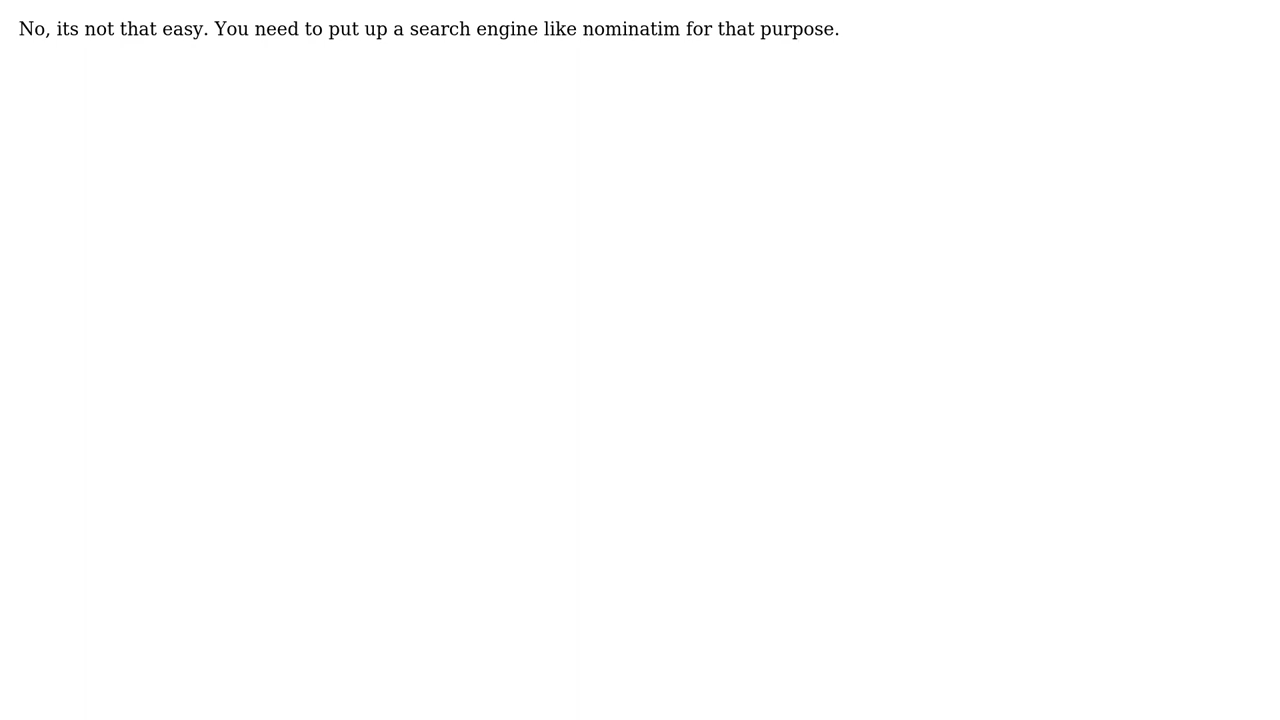 No, its not that easy. You need to put up a search engine like nominatim for that purpose.